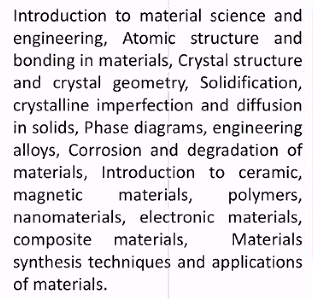 Introduction to material science and
engineering, Atomic structure and
bonding in materials, Crystal structure
and crystal geometry, Solidification,
crystalline imperfection and diffusion
in solids, Phase diagrams, engineering
alloys, Corrosion and degradation of
materials, Introduction to ceramic,
magnetic materials, polymers,
nanomaterials, electronic materials,
composite materials, Materials
synthesis techniques and applications
of materials.